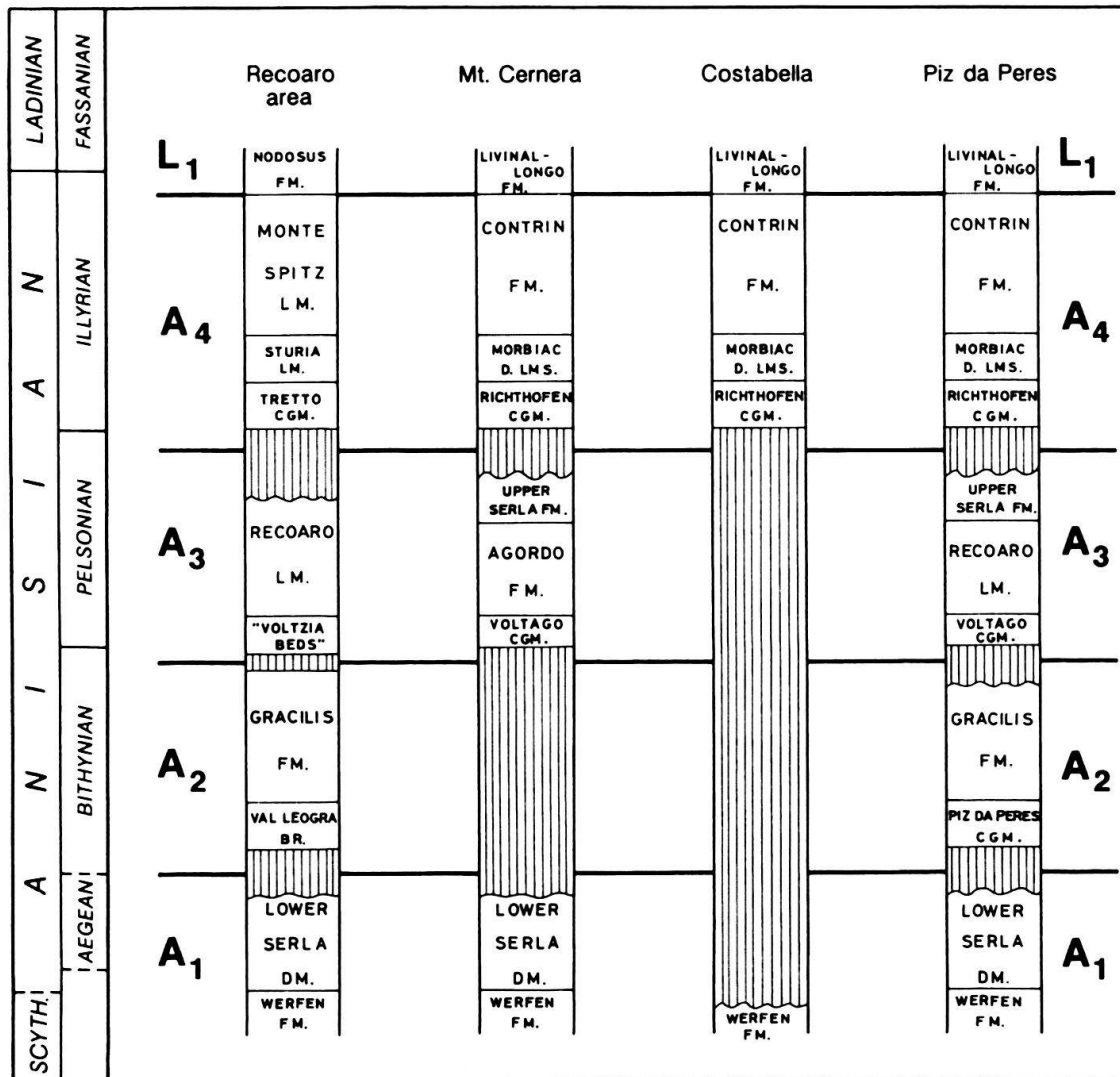 LADINIAN
FASSANIAN
ANISIAN
ILLYRIAN
PELSONIAN
BITHYNIAN
AEGEAN
SCYTH.
Recoaro
area
Mt. Cernera
Costabella
Piz da Peres
L1
A4
A3
A2
A1
NODOSUS
FM.
MONTE
SPITZ
LM.
STURIA
LM.
TRETTO
CGM.
RECOARO
LM.
"VOLTZIA
BEDS"
GRACILIS
FM.
VAL LEOGRA
BR.
LOWER
SERLA
DM.
WERFEN
FM.
LIVINAL-
LONGO
FM.
CONTRIN
FM.
MORBIAC
D. LMS.
RICHTHOFEN
CGM.
UPPER
SERLA FM.
AGORDO
FM.
VOLTAGO
CGM.
LOWER
SERLA
DM.
WERFEN
FM.
LIVINAL-
LONGO
FM.
CONTRIN
FM.
MORBIAC
D. LMS.
RICHTHOFEN
CGM.
WERFEN
FM.
LIVINAL-
LONGO
FM.
CONTRIN
FM.
MORBIAC
D. LMS.
RICHTHOFEN
CGM.
UPPER
SERLA FM.
RECOARO
LM.
VOLTAGO
CGM.
GRACILIS
FM.
PIZ DA PERES
CGM.
LOWER
SERLA
DM.
WERFEN
FM.
L1
A4
A3
A2
A1